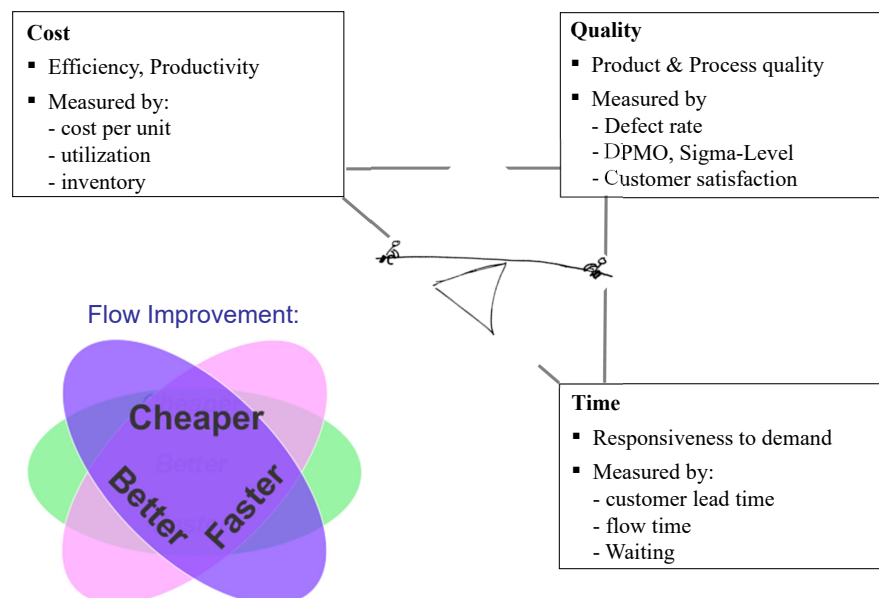 Cost
▪ Efficiency, Productivity
▪ Measured by:
- cost per unit
- utilization
- inventory
Quality
▪ Product & Process quality
▪ Measured by
- Defect rate
- DPMO, Sigma-Level
- Customer satisfaction
Flow Improvement:
Cheaper
Better
Better
Faster
Time
▪ Responsiveness to demand
▪ Measured by:
- customer lead time
- flow time
- Waiting